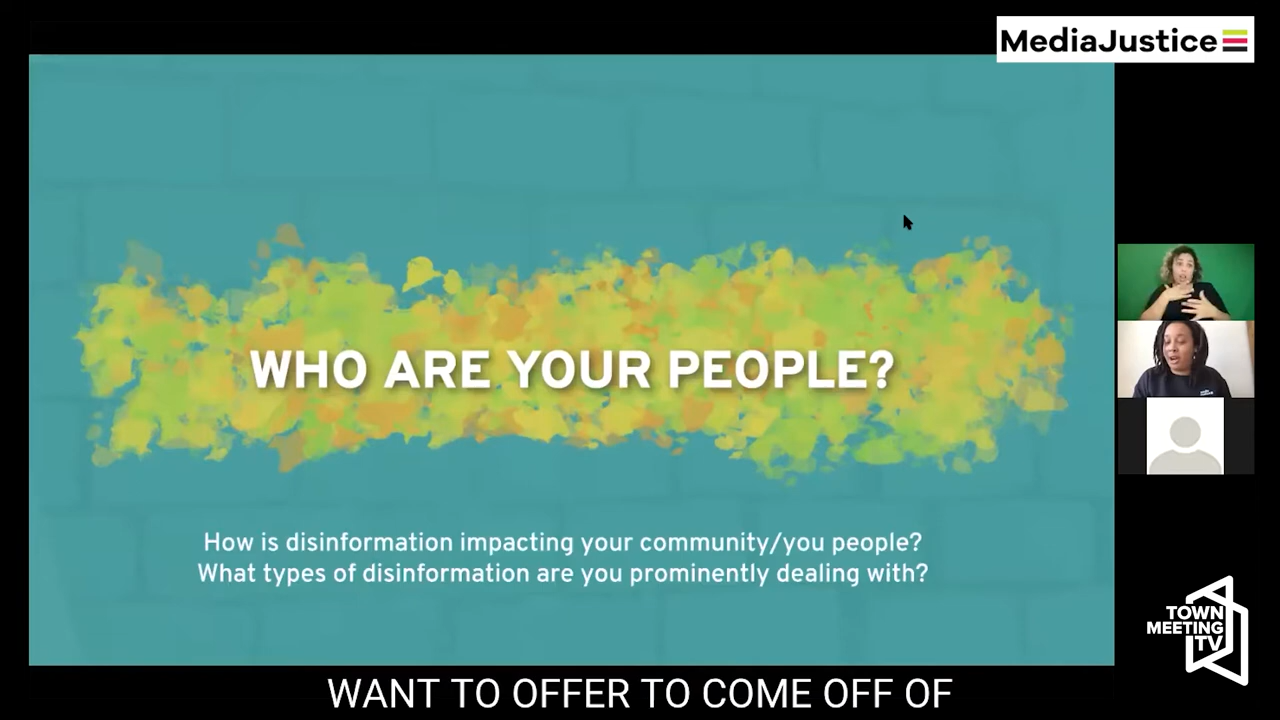 MediaJustice
WHO ARE YOUR PEOPLE?
How is disinformation impacting your community/you people?
What types of disinformation are you prominently dealing with?
TOWN
MEETING
TV
WANT TO OFFER TO COME OFF OF